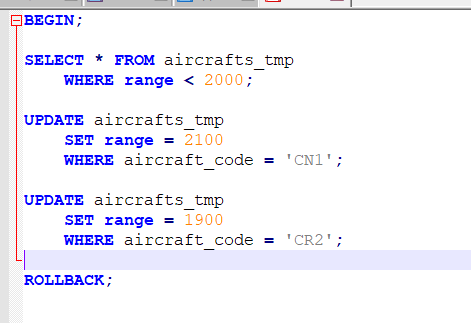 BEGIN;
SELECT * FROM aircrafts_tmp
WHERE range < 2000;
UPDATE aircrafts_tmp
SET range = 2100
WHERE aircraft_code = 'CN1';
UPDATE aircrafts_tmp
SET range = 1900
WHERE aircraft_code = 'CR2';
ROLLBACK;